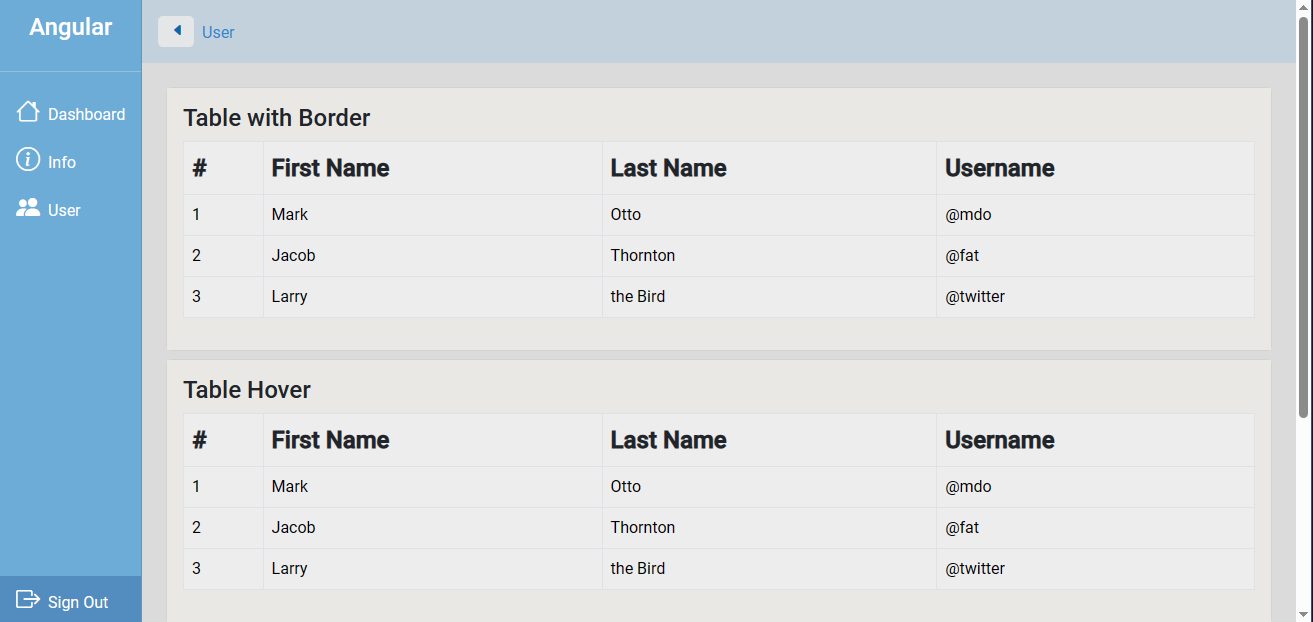 Angular
Dashboard
Info
User
Sign Out
User
Table with Border
# First Name Last Name Username
1 Mark Otto @mdo
2 Jacob Thornton @fat
3 Larry the Bird @twitter
Table Hover
# First Name Last Name Username
1 Mark Otto @mdo
2 Jacob Thornton @fat
3 Larry the Bird @twitter